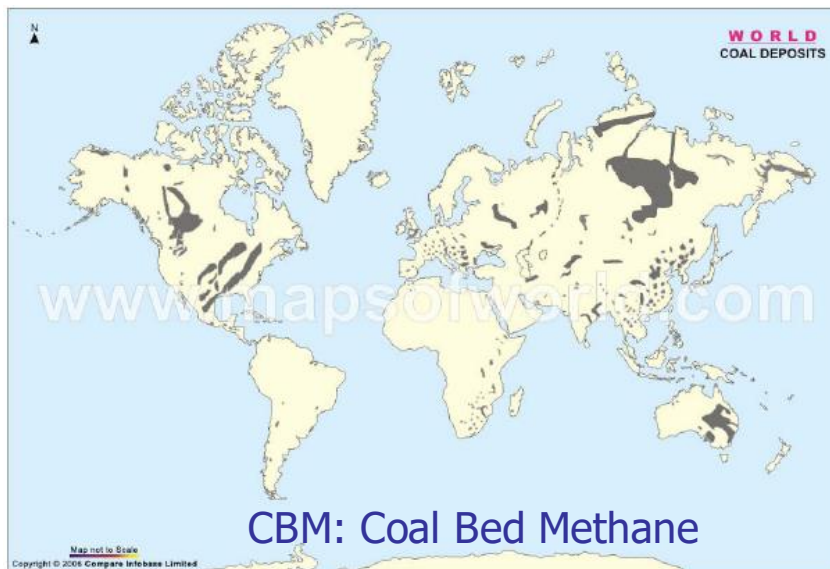 N
WORLD
COAL DEPOSITS
www.mapsofworld.com
CBM: Coal Bed Methane
Map not to Scale
Copyright © 2006 Compare Infobase Limited